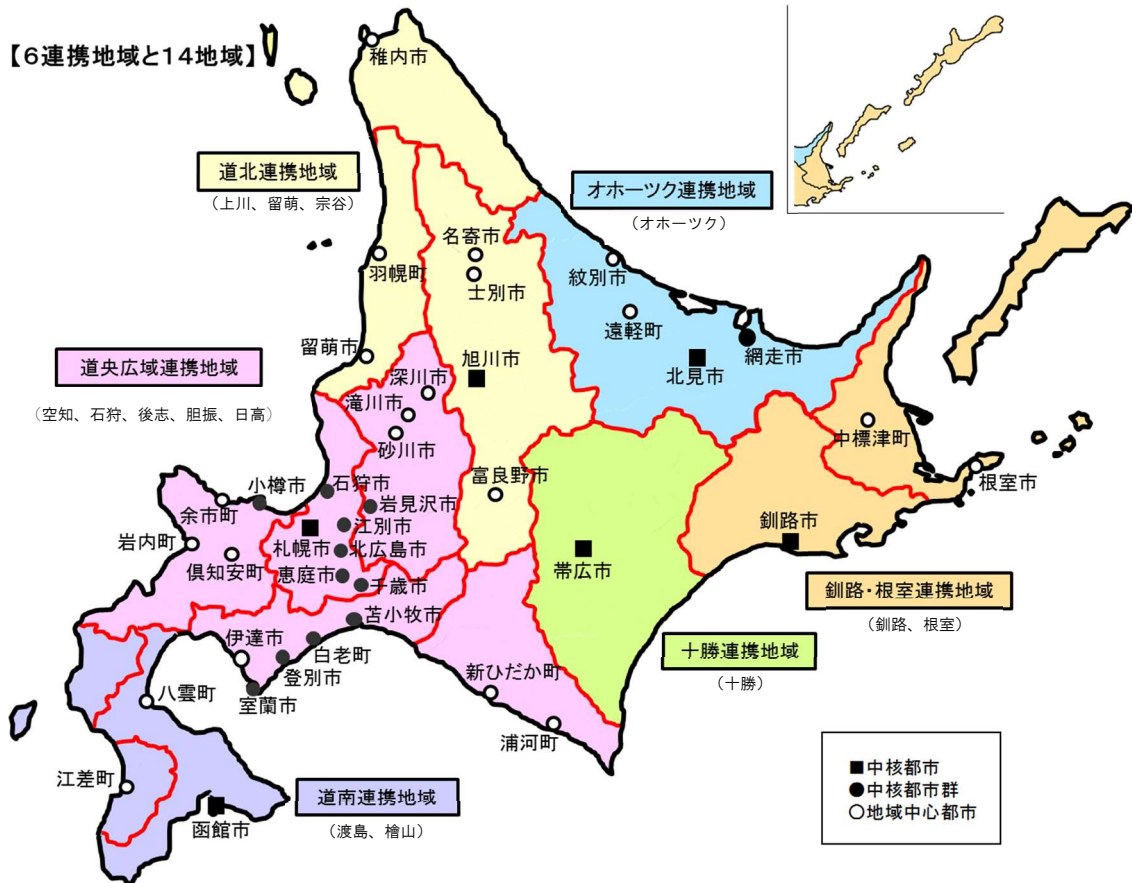 【6連携地域と14地域】
稚内市
道北連携地域
(上川、留萌、宗谷)
オホーツク連携地域
(オホーツク)
名寄市
羽幌町
士別市
紋別市
遠軽町
網走市
留萌市
旭川市
北見市
道央広域連携地域
(空知、石狩、後志、胆振、日高)
深川市
滝川市
砂川市
中標津町
富良野市
根室市
小樽市
石狩市
余市町
岩見沢市
江別市
釧路市
岩内町
札幌市
北広島市
帯広市
倶知安町
恵庭市
千歳市
釧路・根室連携地域
(釧路、根室)
苫小牧市
伊達市
白老町
十勝連携地域
(十勝)
登別市
新ひだか町
八雲町
室蘭市
浦河町
江差町
道南連携地域
(渡島、檜山)
函館市
■中核都市
●中核都市群
○地域中心都市